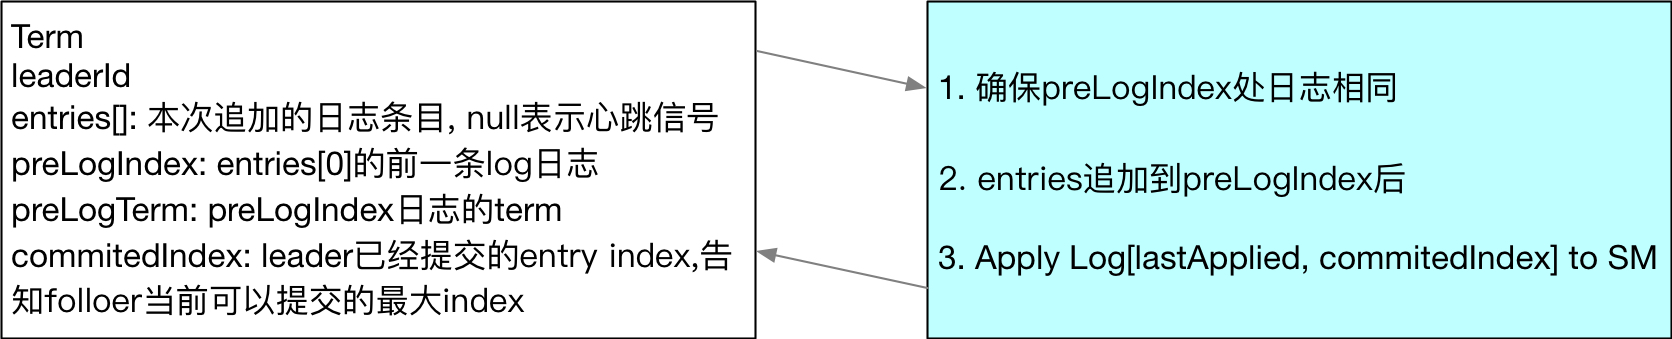 Term
leaderId
entries[]: 本次追加的日志条目, null表示心跳信号
preLogIndex: entries[0]的前一条log日志
preLogTerm: preLogIndex日志的term
commitedIndex: leader已经提交的entry index,告
知folloer当前可以提交的最大index
1. 确保preLogIndex处日志相同
2. entries追加到preLogIndex后
3. Apply Log[lastApplied, commitedIndex] to SM